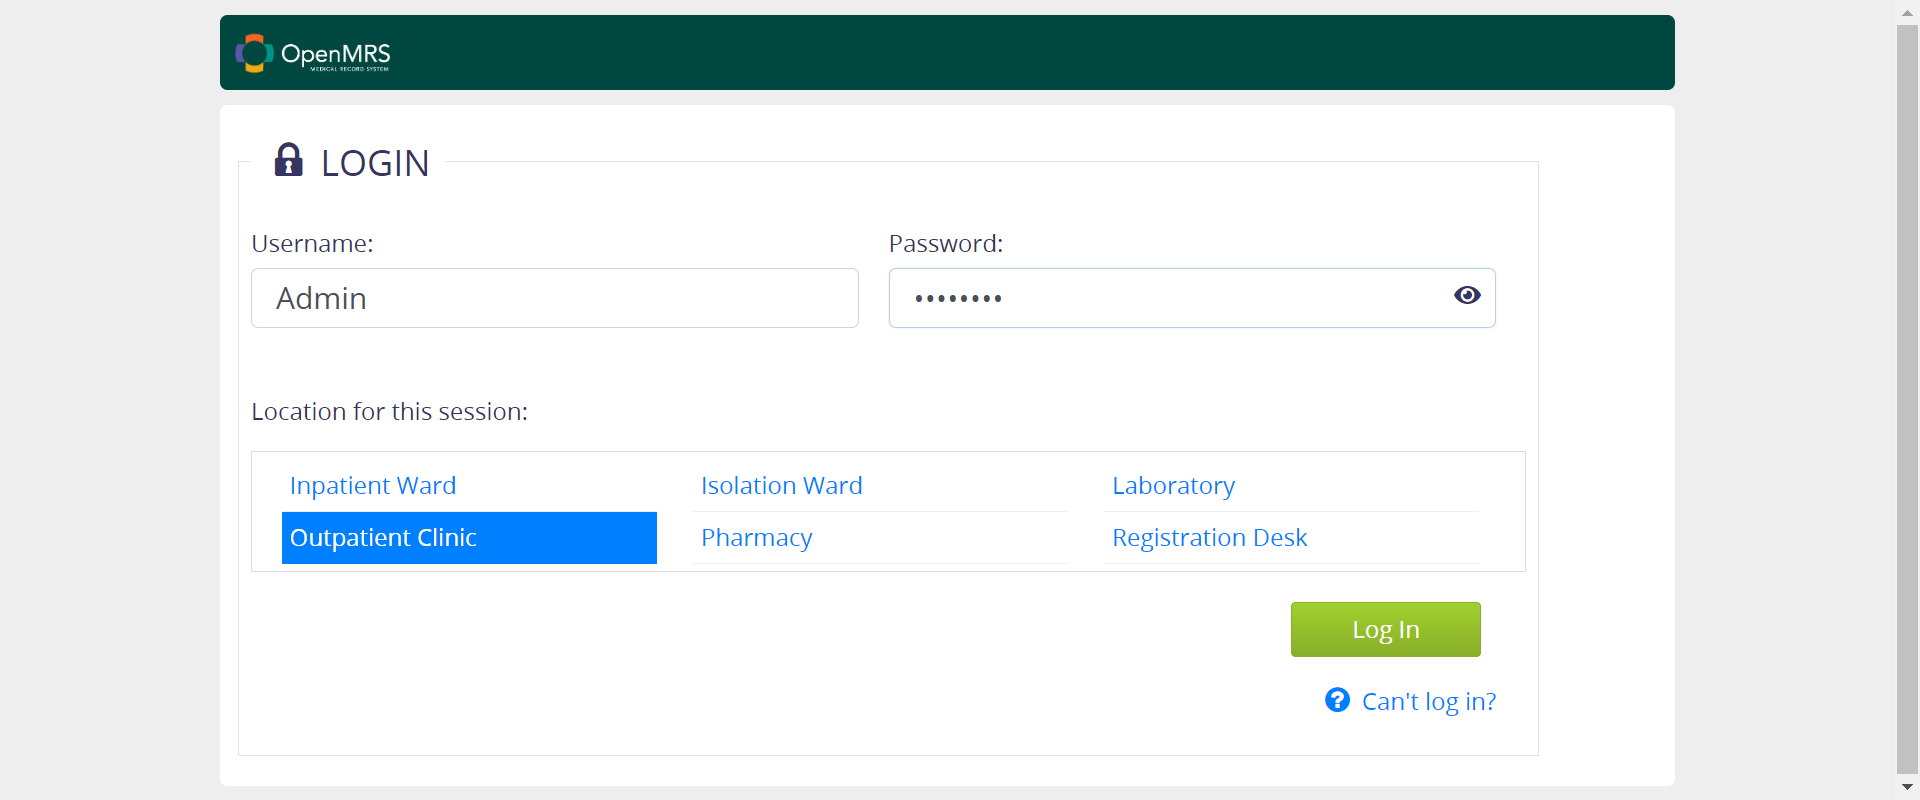 OpenMRS
MEDICAL RECORD SYSTEM
LOGIN
Username:
Password:
Admin
••••••••
Location for this session:
Inpatient Ward
Isolation Ward
Laboratory
Outpatient Clinic
Pharmacy
Registration Desk
Log In
Can't log in?